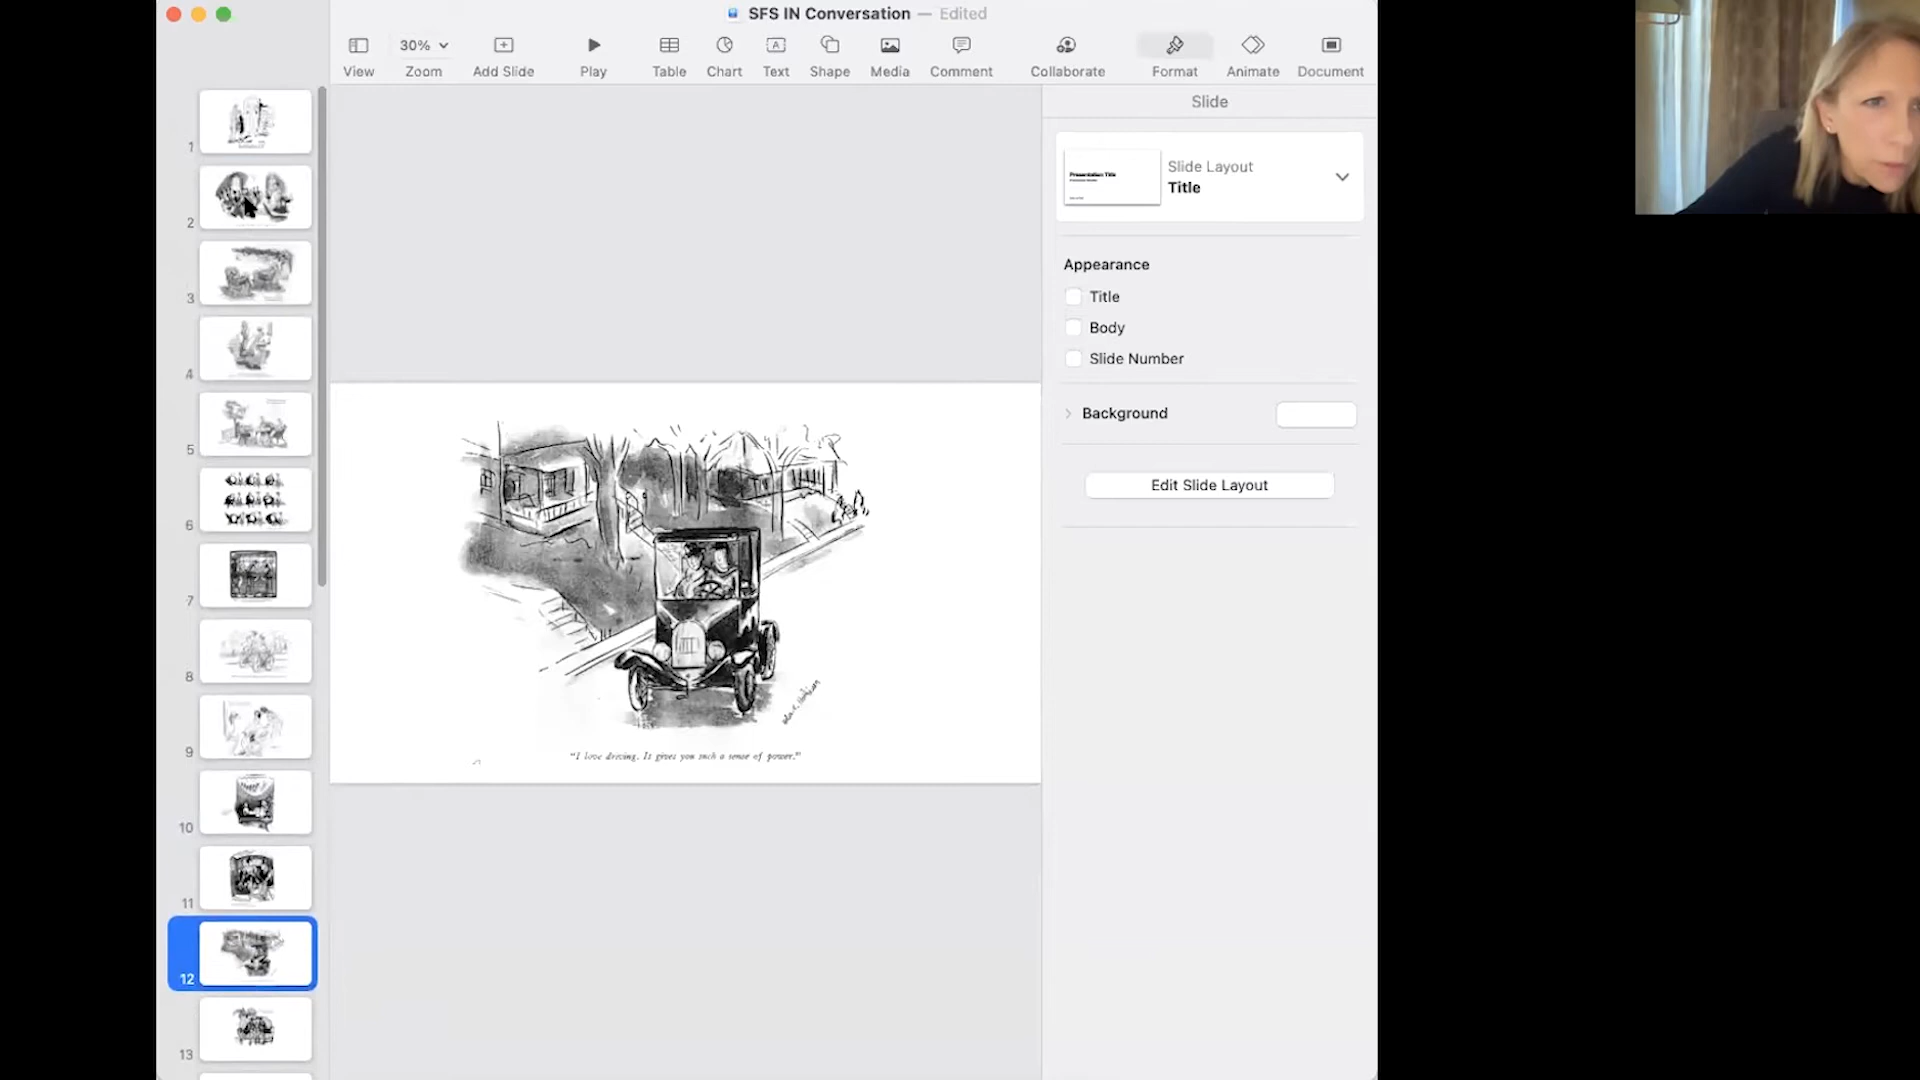 SFS IN Conversation — Edited
View
30%
Zoom
Add Slide
Play
Table
Chart
Text
Shape
Media
Comment
Collaborate
Format
Animate
Document
Slide
Presentation Title
Slide Layout
Title
Appearance
Title
Body
Slide Number
Background
Edit Slide Layout
1
2
3
4
5
6
7
8
9
10
11
12
13
"I love driving. It gives you such a sense of power."